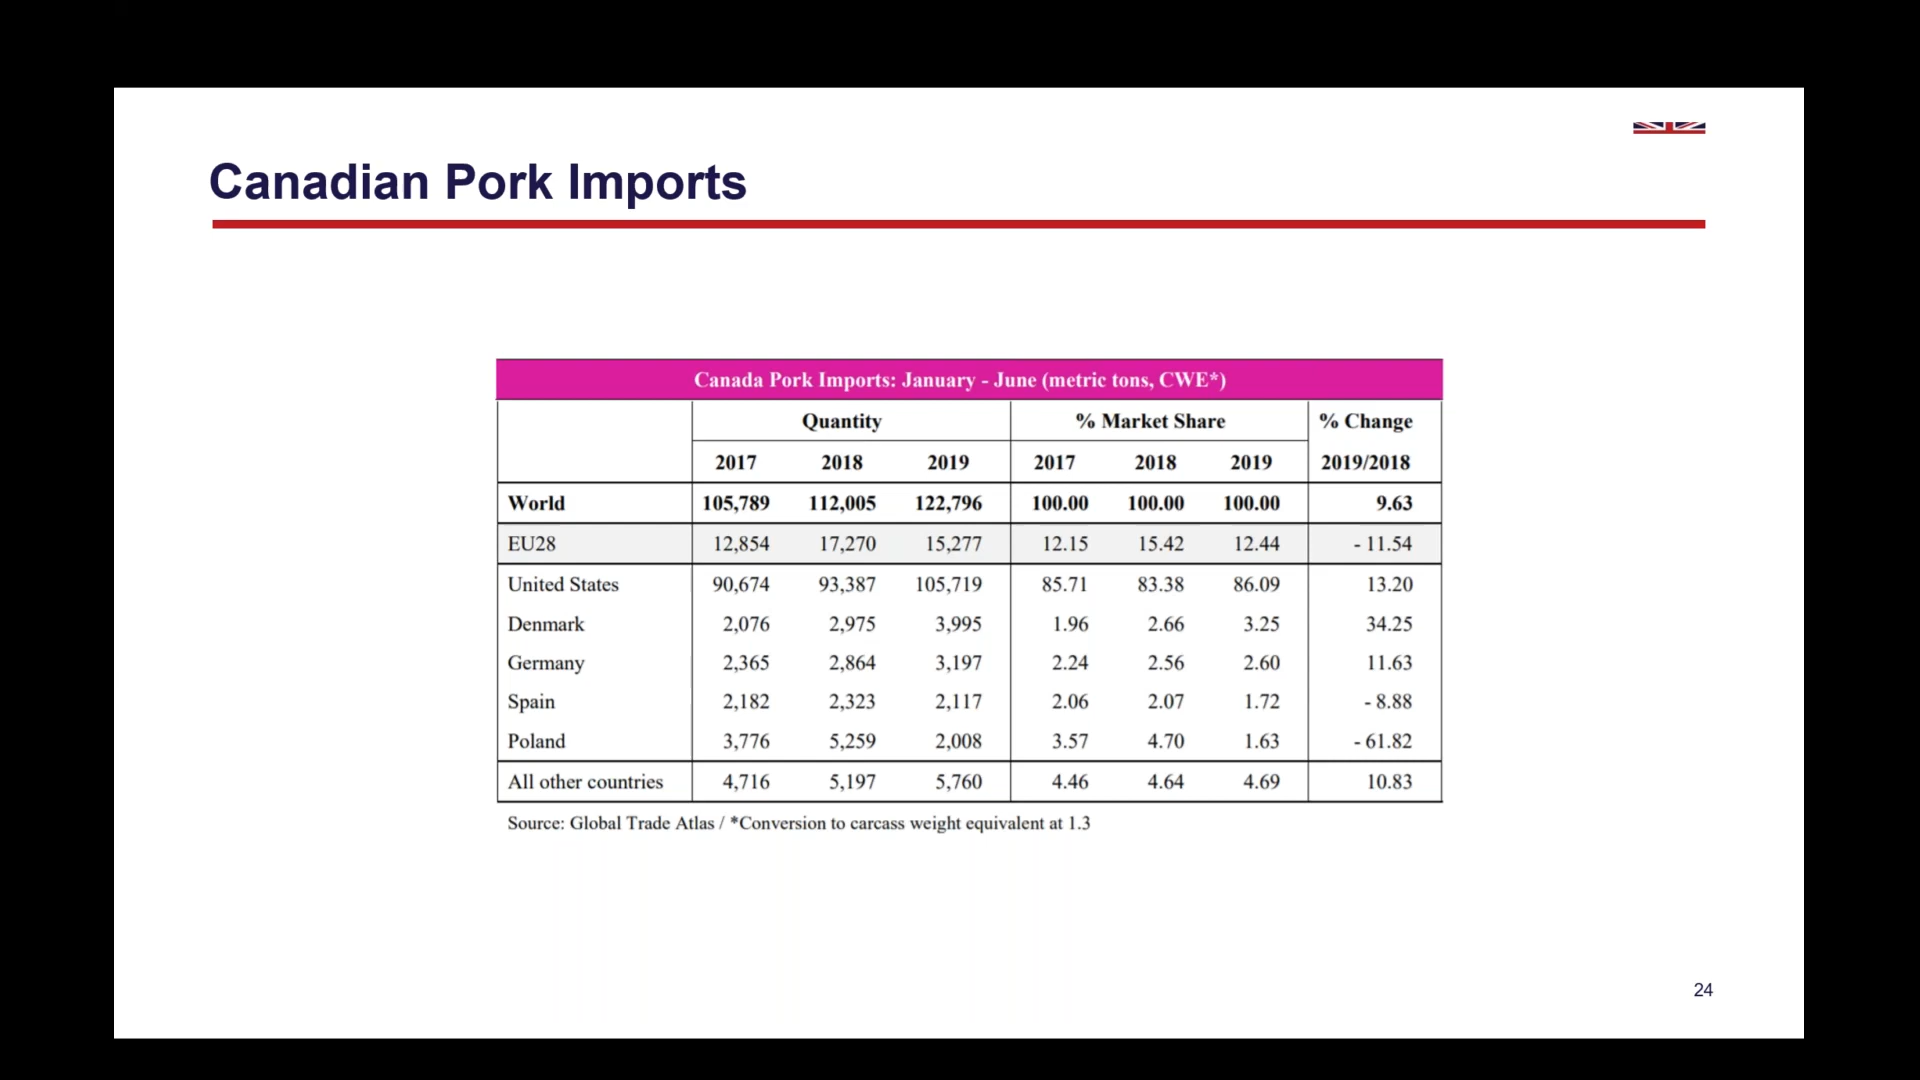 Canadian Pork Imports
Canada Pork Imports: January - June (metric tons, CWE*)
Quantity % Market Share % Change
2017 2018 2019 2017 2018 2019 2019/2018
World 105,789 112,005 122,796 100.00 100.00 100.00 9.63
EU28 12,854 17,270 15,277 12.15 15.42 12.44 - 11.54
United States 90,674 93,387 105,719 85.71 83.38 86.09 13.20
Denmark 2,076 2,975 3,995 1.96 2.66 3.25 34.25
Germany 2,365 2,864 3,197 2.24 2.56 2.60 11.63
Spain 2,182 2,323 2,117 2.06 2.07 1.72 - 8.88
Poland 3,776 5,259 2,008 3.57 4.70 1.63 - 61.82
All other countries 4,716 5,197 5,760 4.46 4.64 4.69 10.83
Source: Global Trade Atlas / *Conversion to carcass weight equivalent at 1.3
24